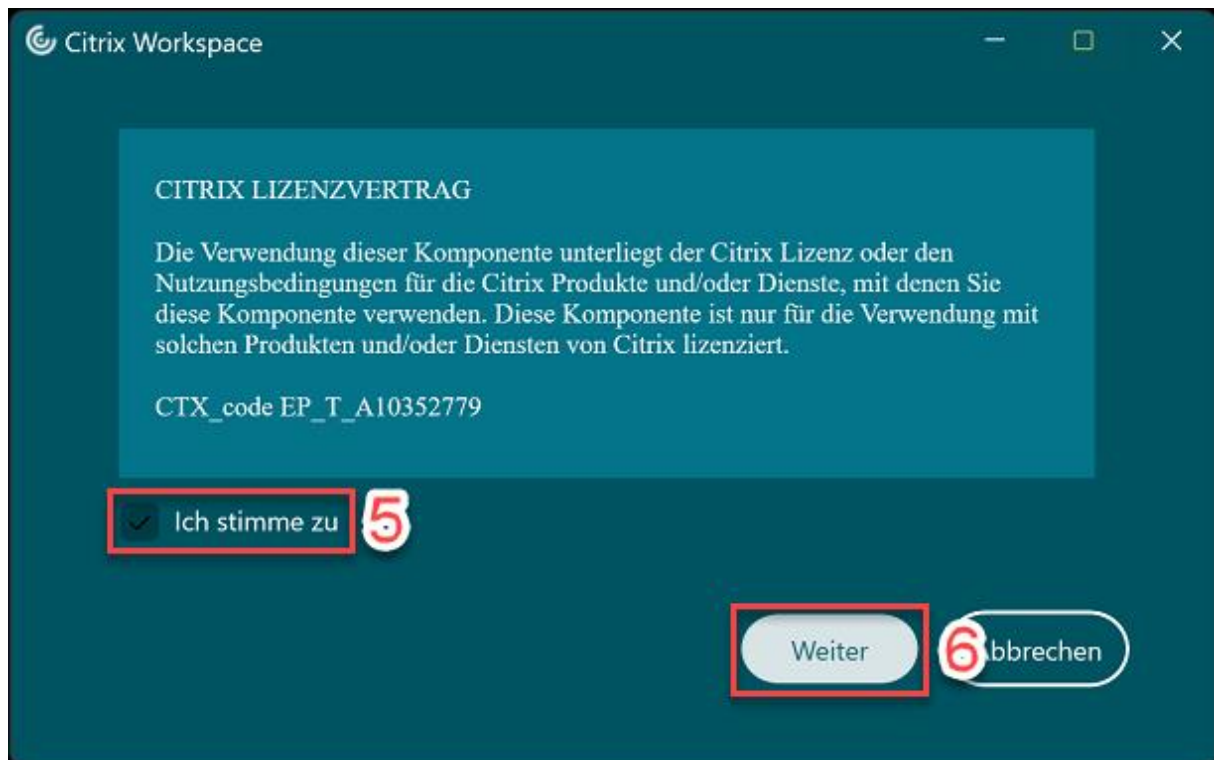 Citrix Workspace
CITRIX LIZENZVERTRAG
Die Verwendung dieser Komponente unterliegt der Citrix Lizenz oder den
Nutzungsbedingungen für die Citrix Produkte und/oder Dienste, mit denen Sie
diese Komponente verwenden. Diese Komponente ist nur für die Verwendung mit
solchen Produkten und/oder Diensten von Citrix lizenziert.
CTX_code EP_T_A10352779
Ich stimme zu 5
Weiter 6 bbrechen